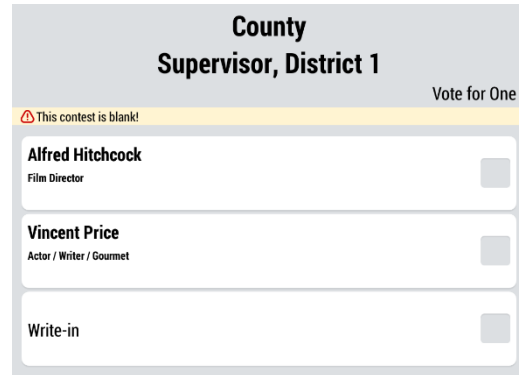 County
Supervisor, District 1
Vote for One
This contest is blank!
Alfred Hitchcock
Film Director
Vincent Price
Actor / Writer / Gourmet
Write-in